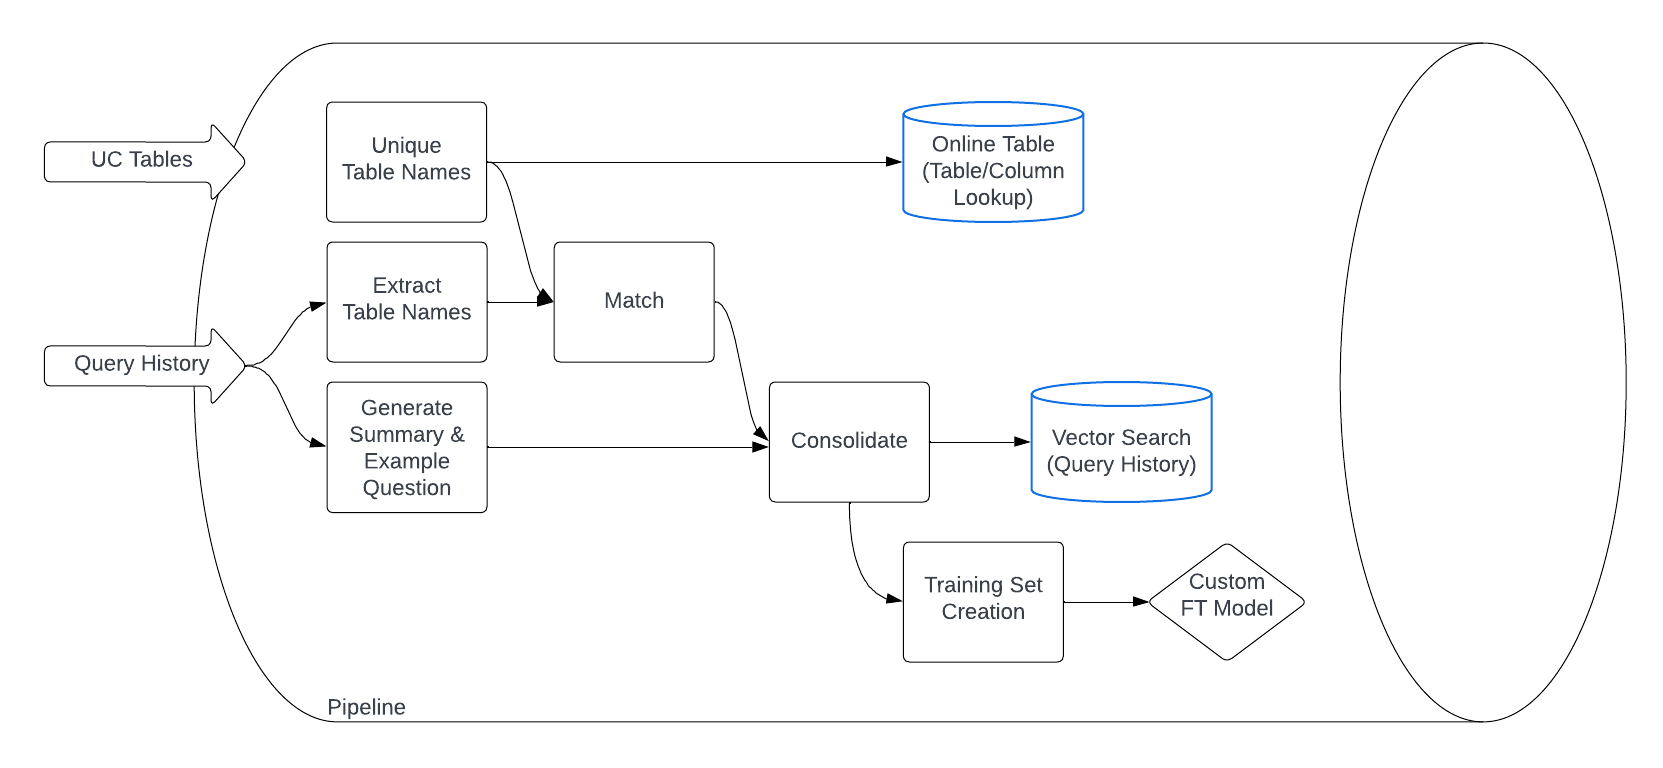 UC Tables
Unique
Table Names
Online Table
(Table/Column
Lookup)
Query History
Extract
Table Names
Match
Generate
Summary &
Example
Question
Consolidate
Vector Search
(Query History)
Training Set
Creation
Custom
FT Model
Pipeline